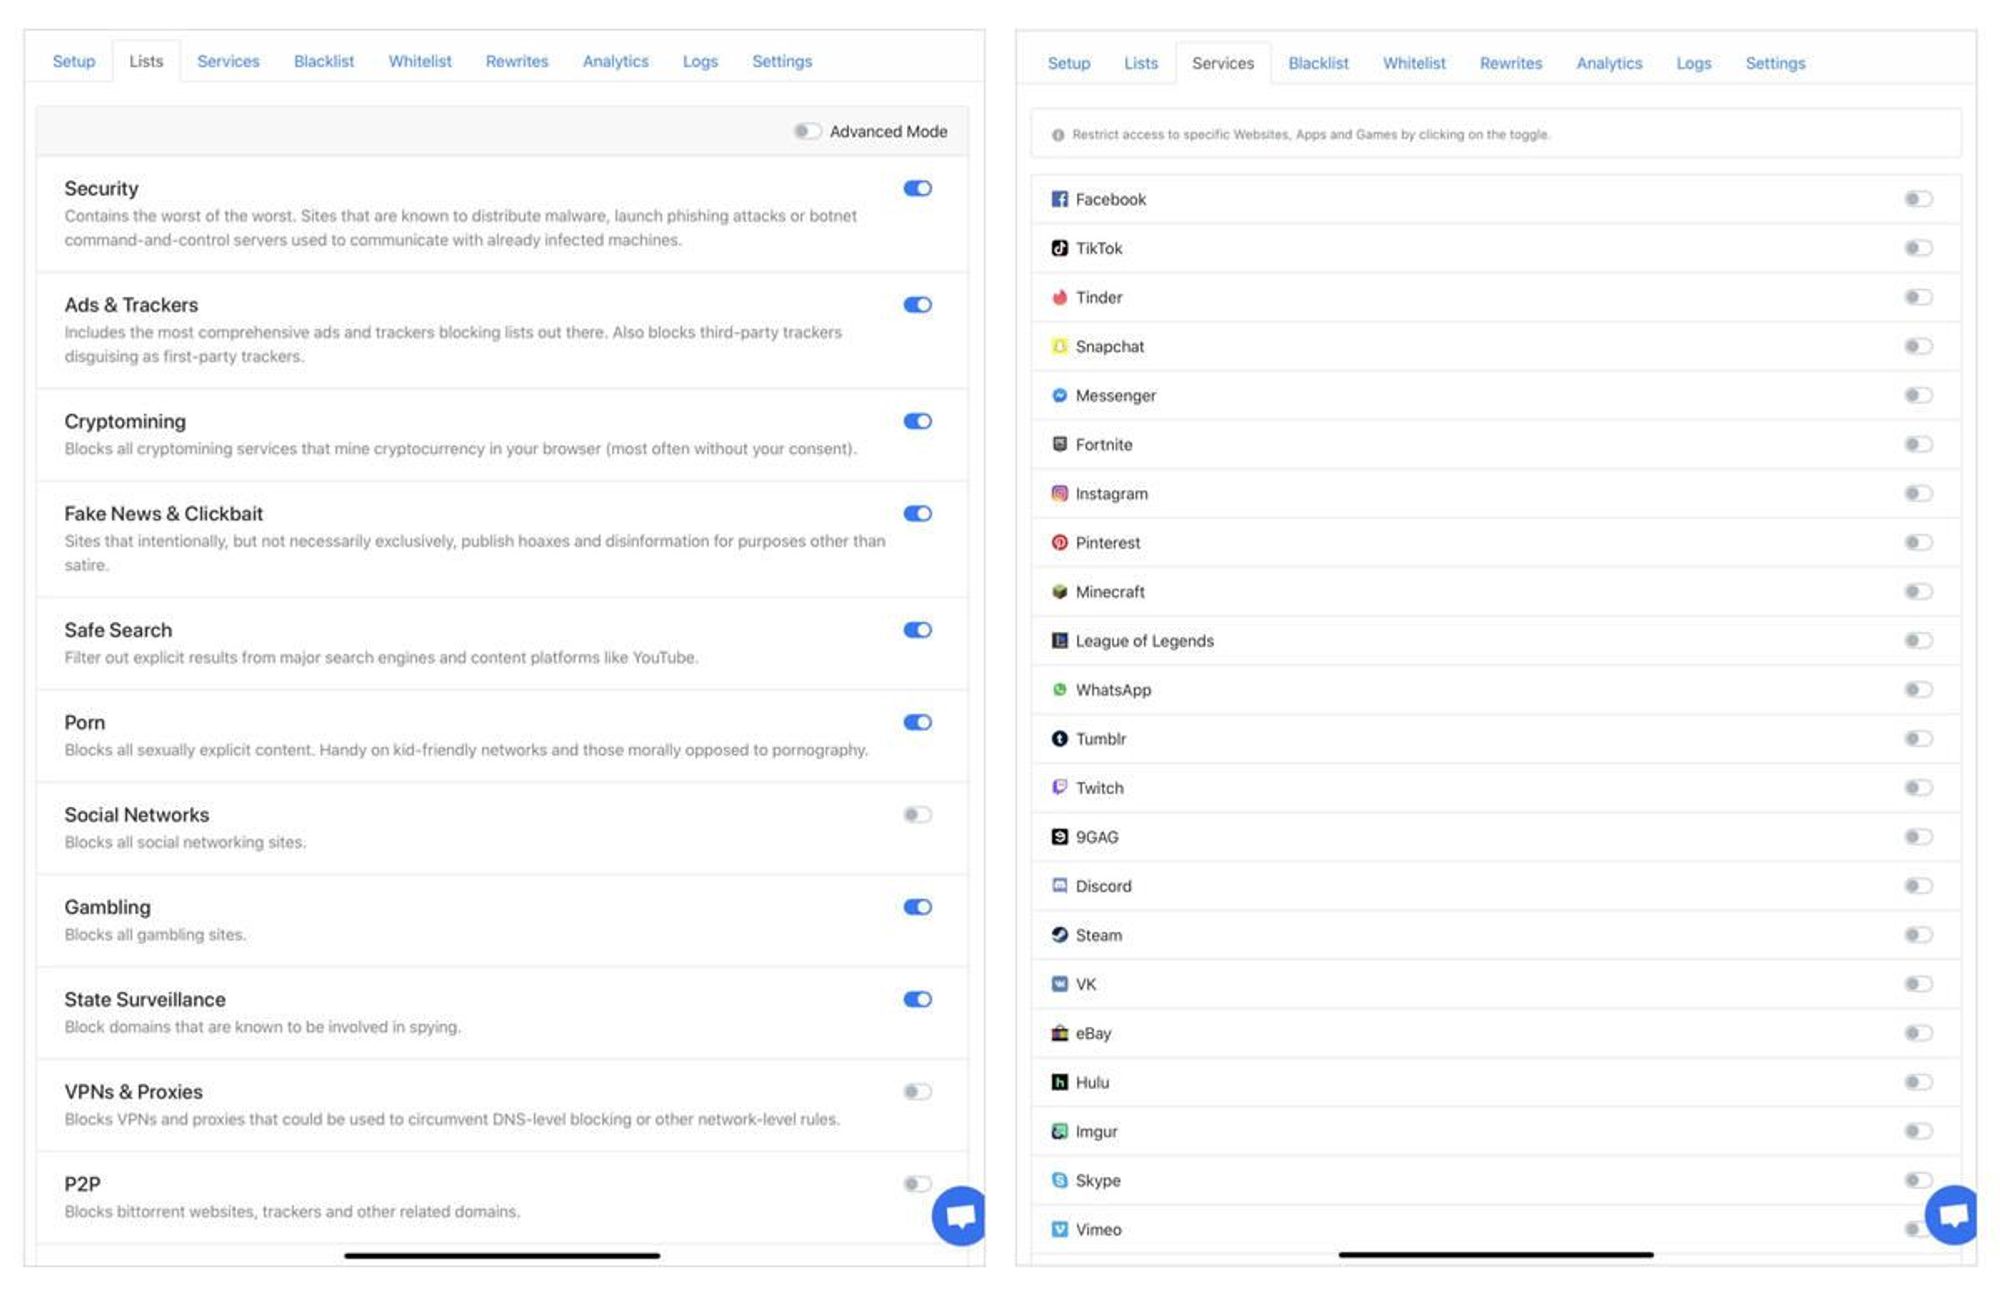 Setup Lists Services Blacklist Whitelist Rewrites Analytics Logs Settings
Advanced Mode
Security
Contains the worst of the worst. Sites that are known to distribute malware, launch phishing attacks or botnet
command-and-control servers used to communicate with already infected machines.
Ads & Trackers
Includes the most comprehensive ads and trackers blocking lists out there. Also blocks third-party trackers
disguising as first-party trackers.
Cryptomining
Blocks all cryptomining services that mine cryptocurrency in your browser (most often without your consent).
Fake News & Clickbait
Sites that intentionally, but not necessarily exclusively, publish hoaxes and disinformation for purposes other than
satire.
Safe Search
Filter out explicit results from major search engines and content platforms like YouTube.
Porn
Blocks all sexually explicit content. Handy on kid-friendly networks and those morally opposed to pornography.
Social Networks
Blocks all social networking sites.
Gambling
Blocks all gambling sites.
State Surveillance
Block domains that are known to be involved in spying.
VPNs & Proxies
Blocks VPNs and proxies that could be used to circumvent DNS-level blocking or other network-level rules.
P2P
Blocks bittorrent websites, trackers and other related domains.
Setup Lists Services Blacklist Whitelist Rewrites Analytics Logs Settings
Restrict access to specific Websites, Apps and Games by clicking on the toggle.
Facebook
TikTok
Tinder
Snapchat
Messenger
Fortnite
Instagram
Pinterest
Minecraft
League of Legends
WhatsApp
Tumblr
Twitch
9GAG
Discord
Steam
VK
eBay
Hulu
Imgur
Skype
Vimeo